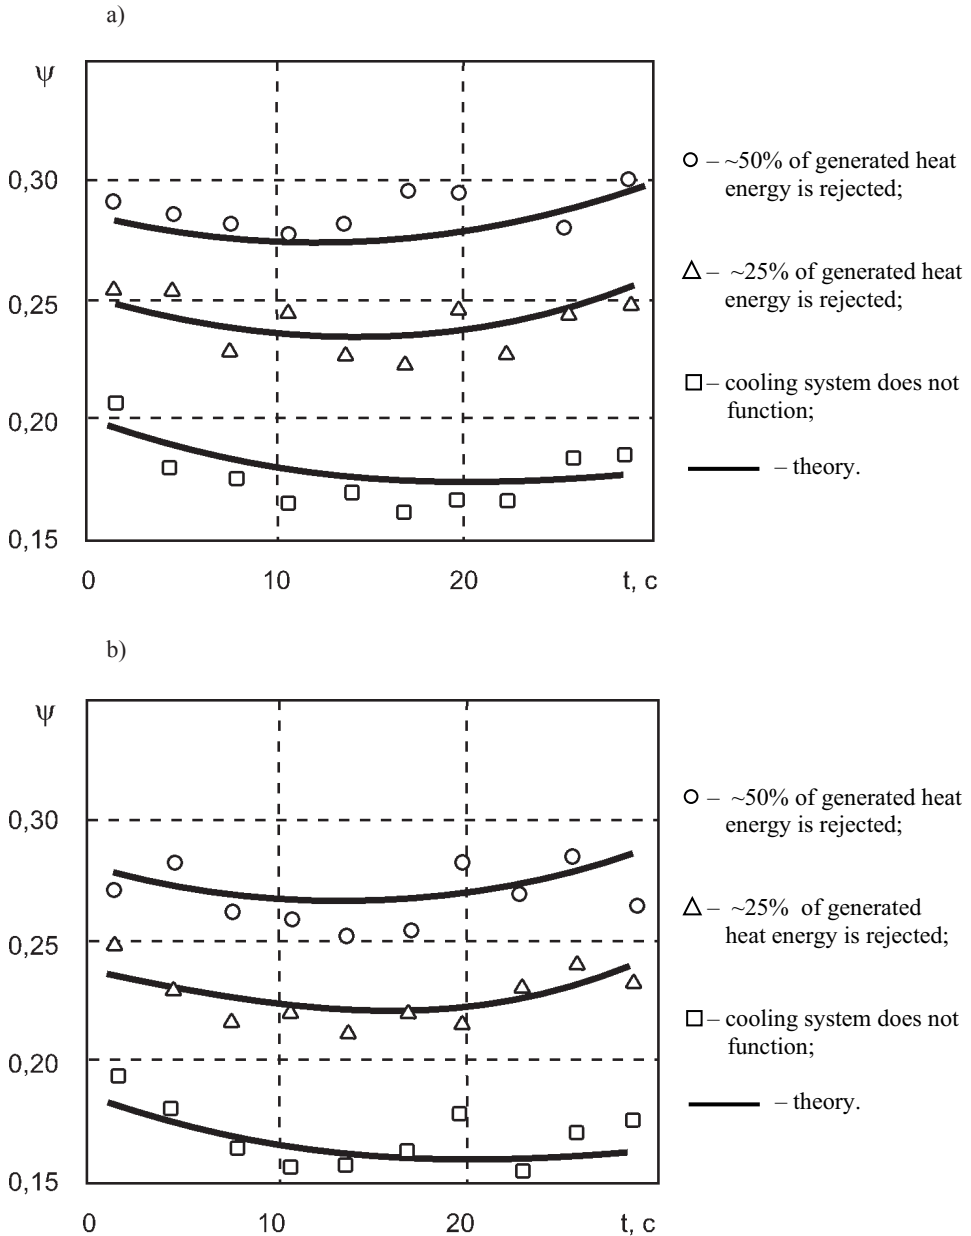 a)
ψ
0,30
0,25
0,20
0,15
0
10
20
t, c
– ~50% of generated heat
energy is rejected;
– ~25% of generated heat
energy is rejected;
– cooling system does not
function;
– theory.
b)
ψ
0,30
0,25
0,20
0,15
0
10
20
t, c
– ~50% of generated heat
energy is rejected;
– ~25% of generated
heat energy is rejected;
– cooling system does not
function;
– theory.